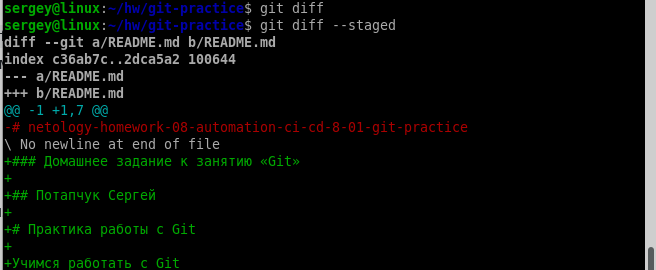 sergey@linux:~/hw/git-practice$ git diff
sergey@linux:~/hw/git-practice$ git diff --staged
diff --git a/README.md b/README.md
index c36ab7c..2dca5a2 100644
--- a/README.md
+++ b/README.md
@@ -1 +1,7 @@
-# netology-homework-08-automation-ci-cd-8-01-git-practice
\ No newline at end of file
+### Домашнее задание к занятию «Git»
+
+## Потапчук Сергей
+
+# Практика работы с Git
+
+Учимся работать с Git